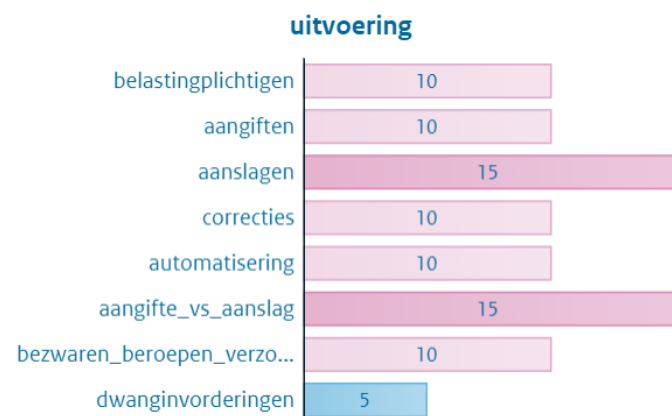 uitvoering
belastingplichtigen 10
aangiften 10
aanslagen 15
correcties 10
automatisering 10
aangifte_vs_aanslag 15
bezwaren_beroepen_verzo... 10
dwanginvorderingen 5